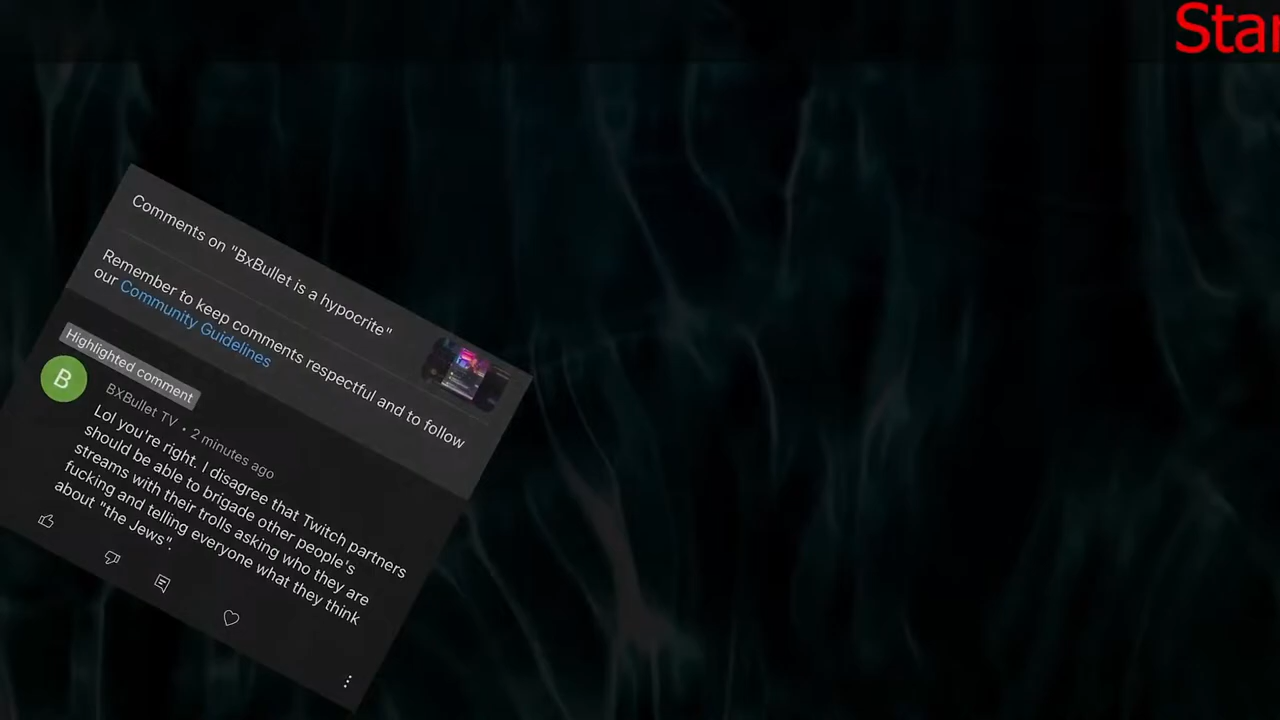 Star
Comments on "BxBullet is a hypocrite"
Remember to keep comments respectful and to follow
our Community Guidelines
Highlighted comment
B
BXBullet TV • 2 minutes ago
Lol you're right. I disagree that Twitch partners
should be able to brigade other people's
streams with their trolls asking who they are
fucking and telling everyone what they think
about "the Jews".